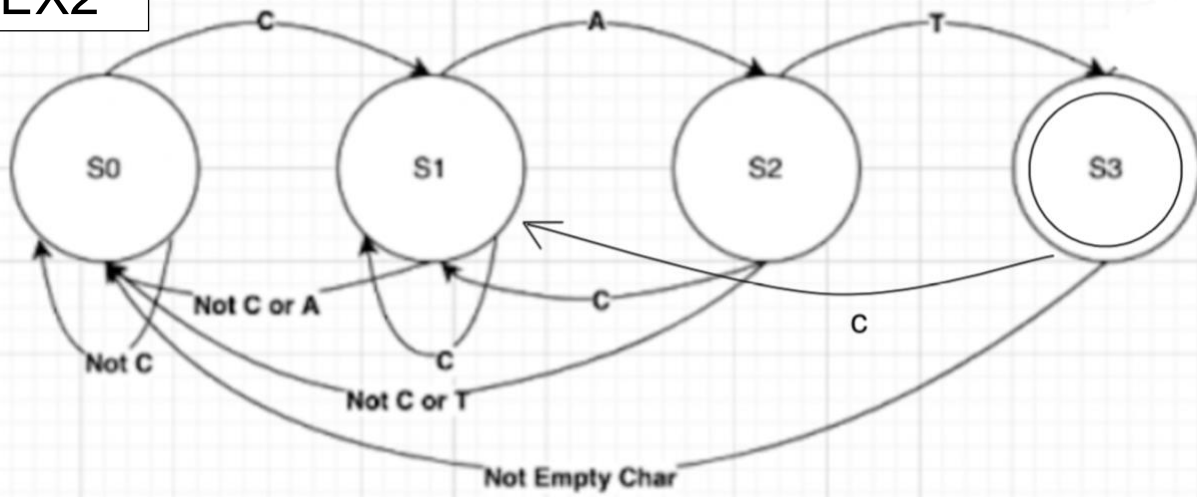 EX2
C
A
T
S0
S1
S2
S3
Not C or A
C
C
Not C
C
Not C or T
Not Empty Char